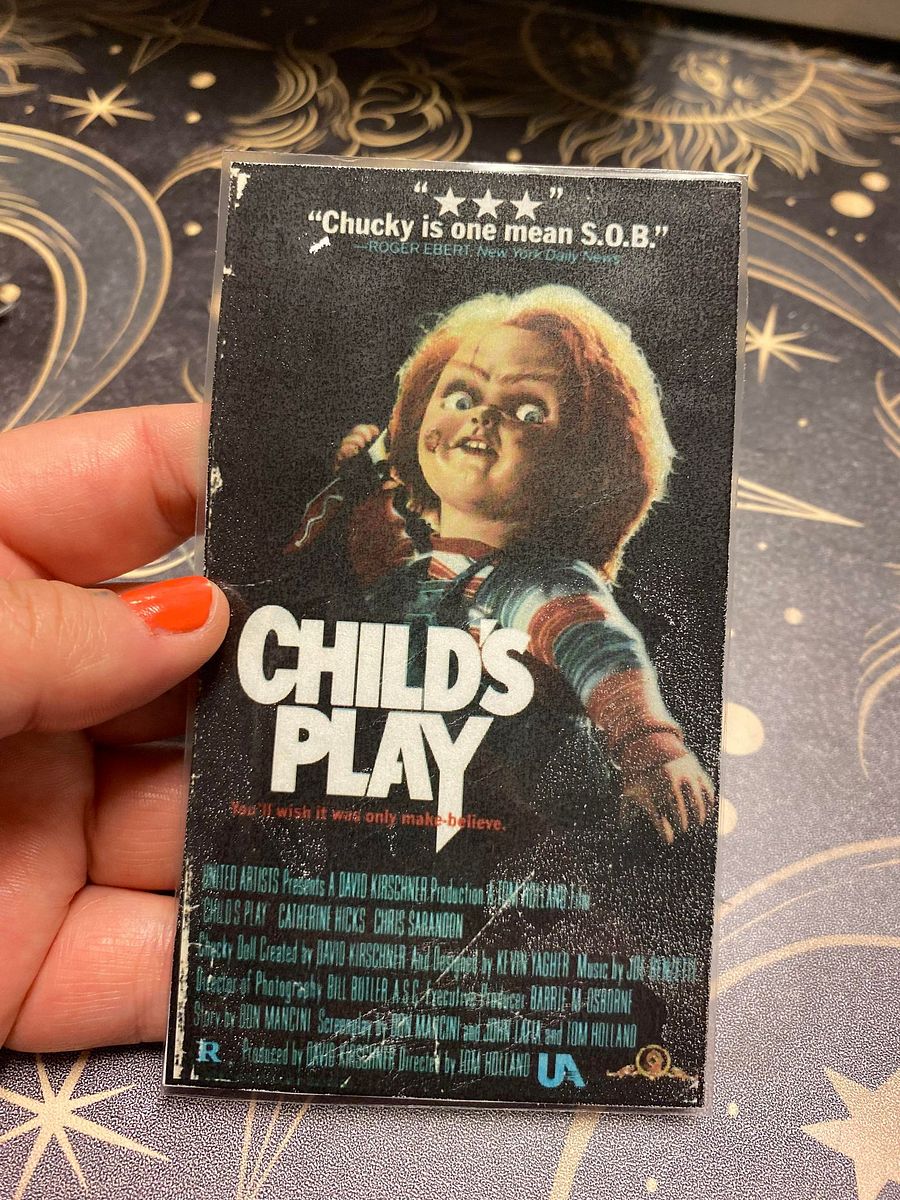 “★★★”
“Chucky is one mean S.O.B.”
—ROGER EBERT, New York Daily News
CHILD'S
PLAY
You'll wish it was only make-believe.
UNITED ARTISTS Presents A DAVID KIRSCHNER Production A TOM HOLLAND Film
CHILD'S PLAY CATHERINE HICKS CHRIS SARANDON
Chucky Doll Created by DAVID KIRSCHNER And Designed by KEVIN YAGHER Music by JOE RENZETTI
Director of Photography BILL BUTLER A.S.C. Executive Producer BARRIE M. OSBORNE
Story by DON MANCINI Screenplay by DON MANCINI and JOHN LAFIA and TOM HOLLAND
R Produced by DAVID KIRSCHNER Directed by TOM HOLLAND UA